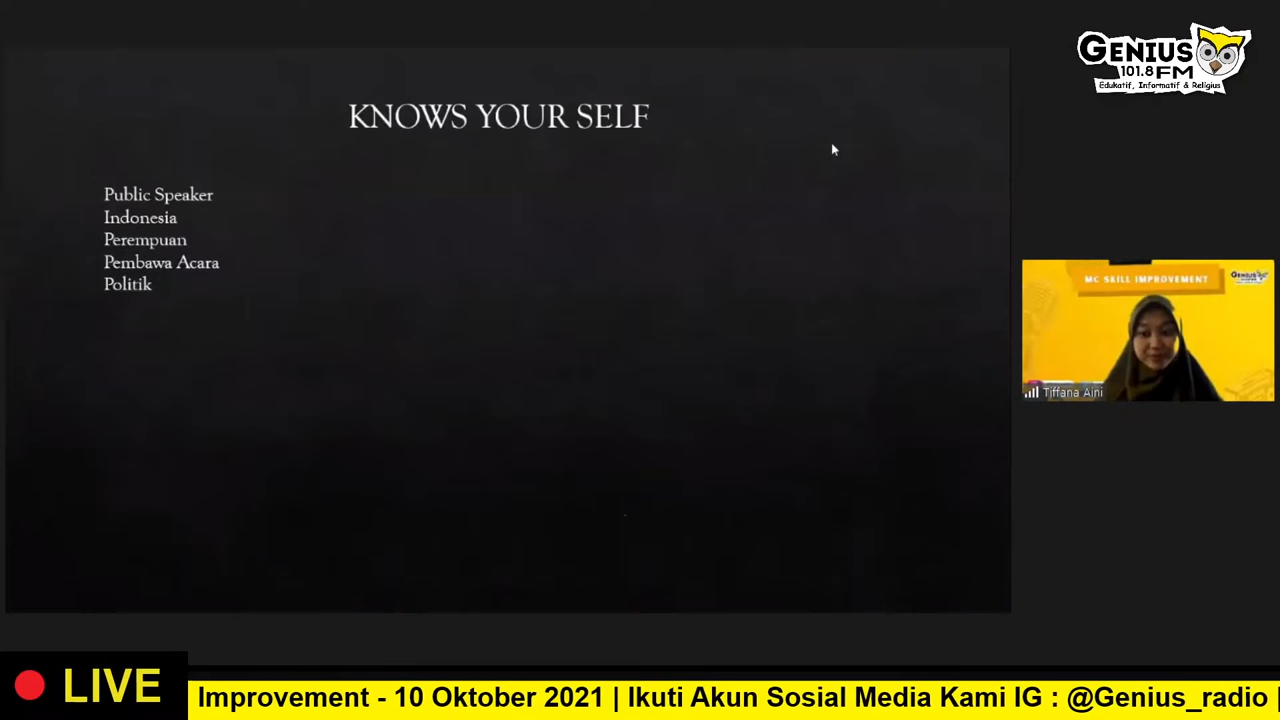 GENIUS
101.8 FM
Edukatif, Informatif & Religius
KNOWS YOUR SELF
Public Speaker
Indonesia
Perempuan
Pembawa Acara
Politik
MC SKILL IMPROVEMENT
GENIUS
Tiffana Aini
LIVE
Improvement - 10 Oktober 2021 | Ikuti Akun Sosial Media Kami IG : @Genius_radio |